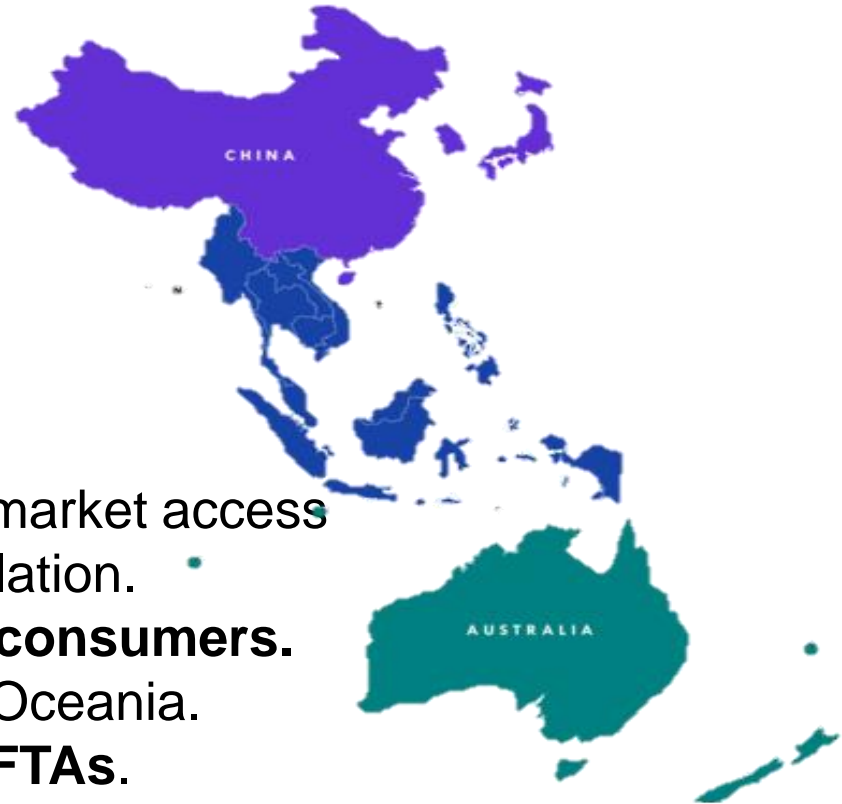 CHINA
market access
lation.
consumers.
AUSTRALIA
Oceania.
FTAs.